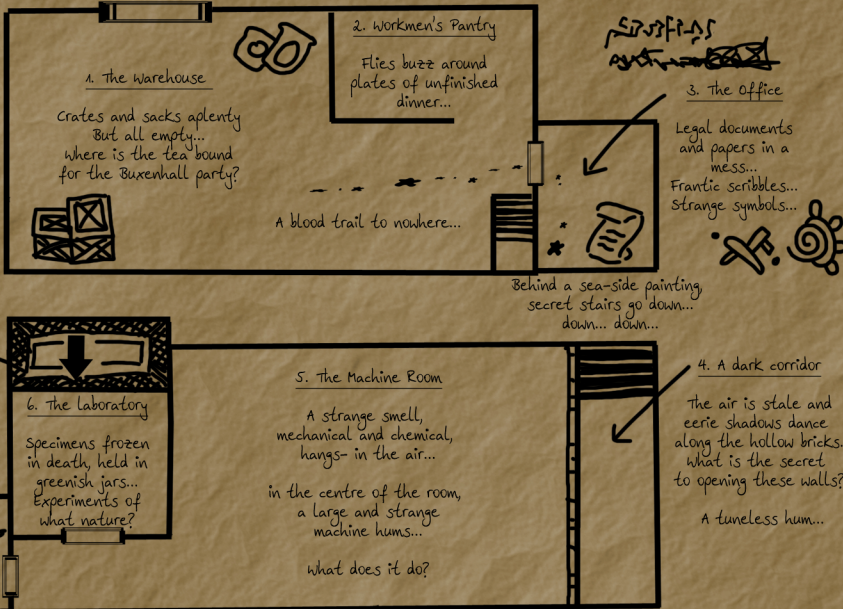 1. The Warehouse
Crates and sacks aplenty
But all empty...
Where is the tea bound
for the Buxenhall party?
2. Workmen's Pantry
Flies buzz around
plates of unfinished
dinner...
3. The Office
Legal documents
and papers in a
mess...
Frantic scribbles...
Strange symbols...
A blood trail to nowhere...
Behind a sea-side painting,
secret stairs go down...
down... down...
4. A dark corridor
The air is stale and
eerie shadows dance
along the hollow bricks.
What is the secret
to opening these walls?
A tuneless hum...
5. The Machine Room
A strange smell,
mechanical and chemical,
hangs- in the air...
in the centre of the room,
a large and strange
machine hums...
What does it do?
6. The laboratory
Specimens frozen
in death, held in
greenish jars...
Experiments of
what nature?